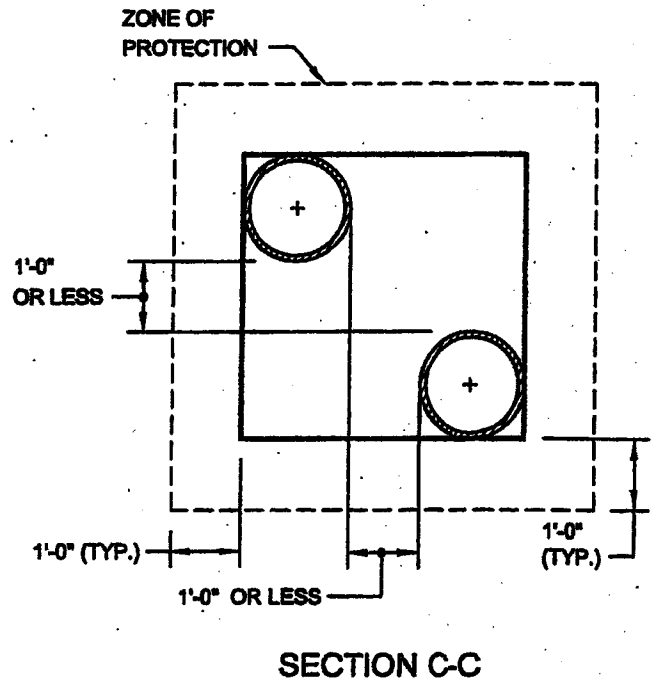 ZONE OF
PROTECTION
1'-0"
OR LESS
1'-0" (TYP.)
1'-0" OR LESS
1'-0"
(TYP.)
SECTION C-C